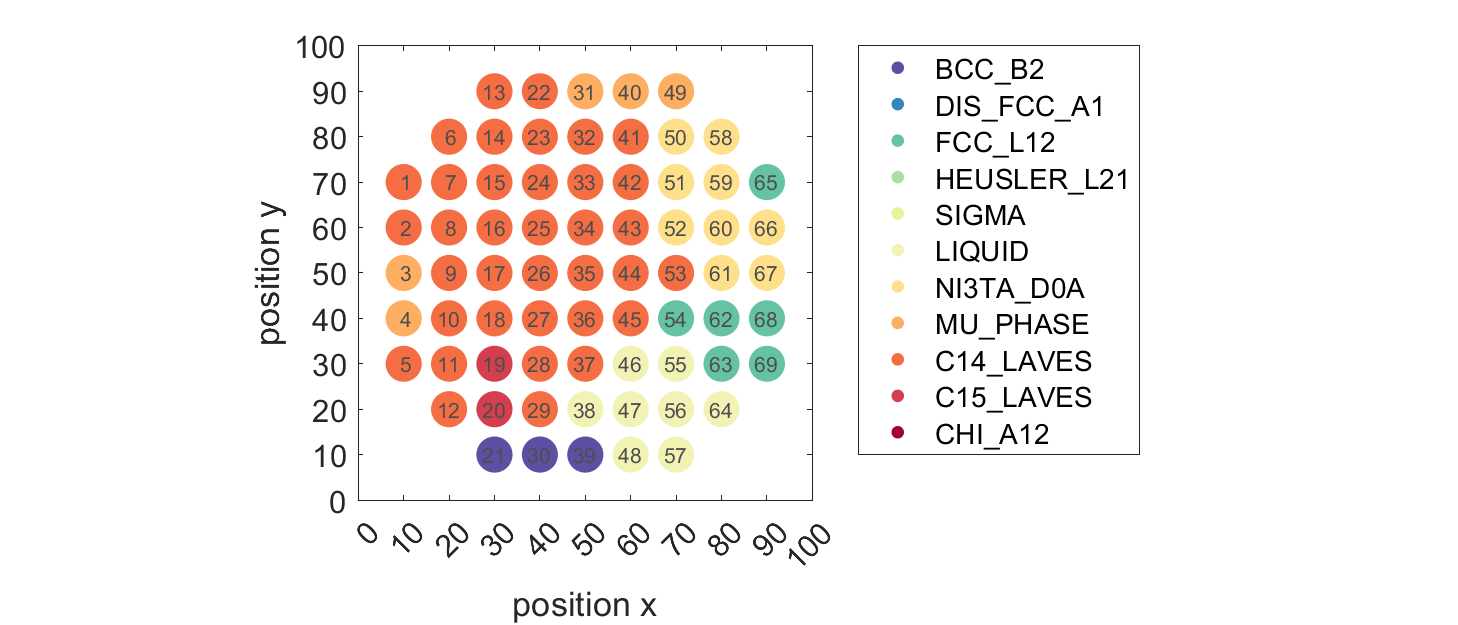 100
90
80
70
60
50
40
30
20
10
0
position y
13 22 31 40 49
6 14 23 32 41 50 58
1 7 15 24 33 42 51 59 65
2 8 16 25 34 43 52 60 66
3 9 17 26 35 44 53 61 67
4 10 18 27 36 45 54 62 68
5 11 19 28 37 46 55 63 69
12 20 29 38 47 56 64
21 30 39 48 57
0 10 20 30 40 50 60 70 80 90 100
position x
BCC_B2
DIS_FCC_A1
FCC_L12
HEUSLER_L21
SIGMA
LIQUID
NI3TA_D0A
MU_PHASE
C14_LAVES
C15_LAVES
CHI_A12